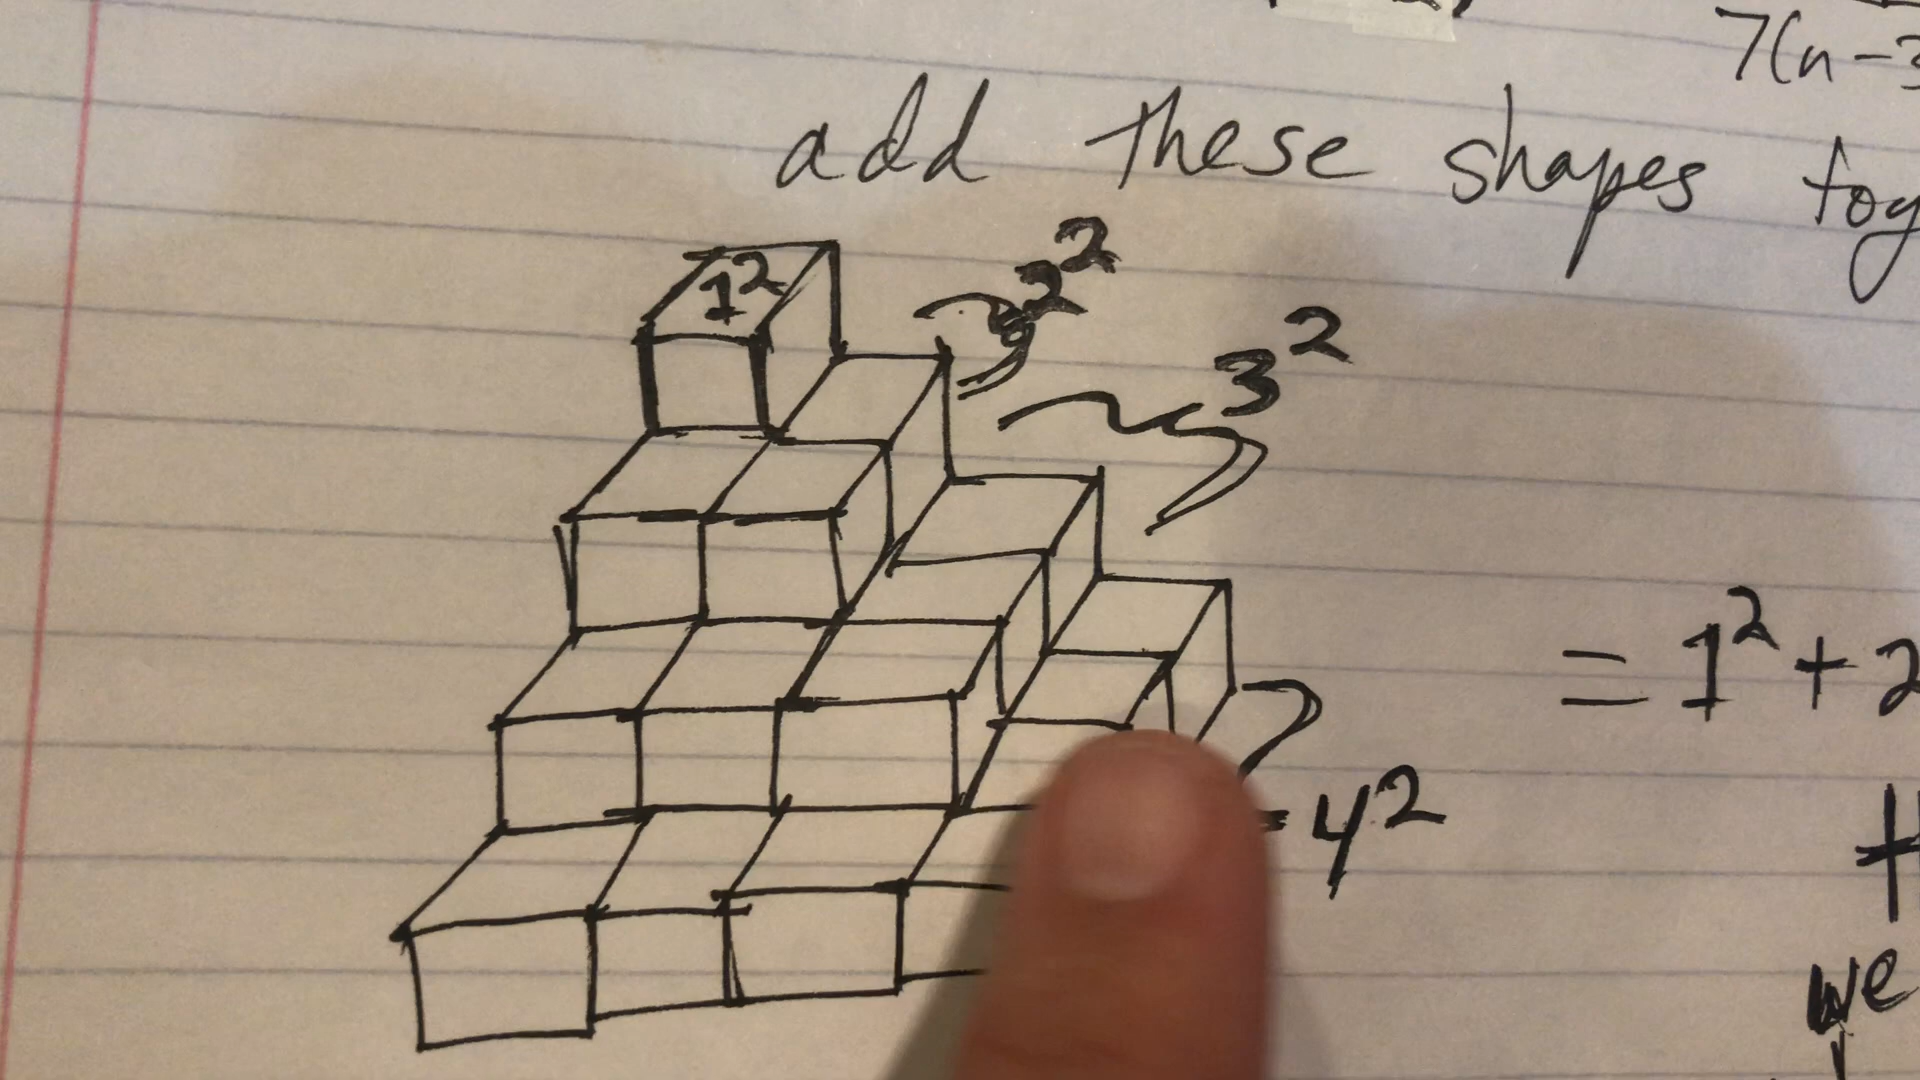 7(n-3
add these shapes tog
1²
2²
3²
= 1² + 2
= 4²
+
we